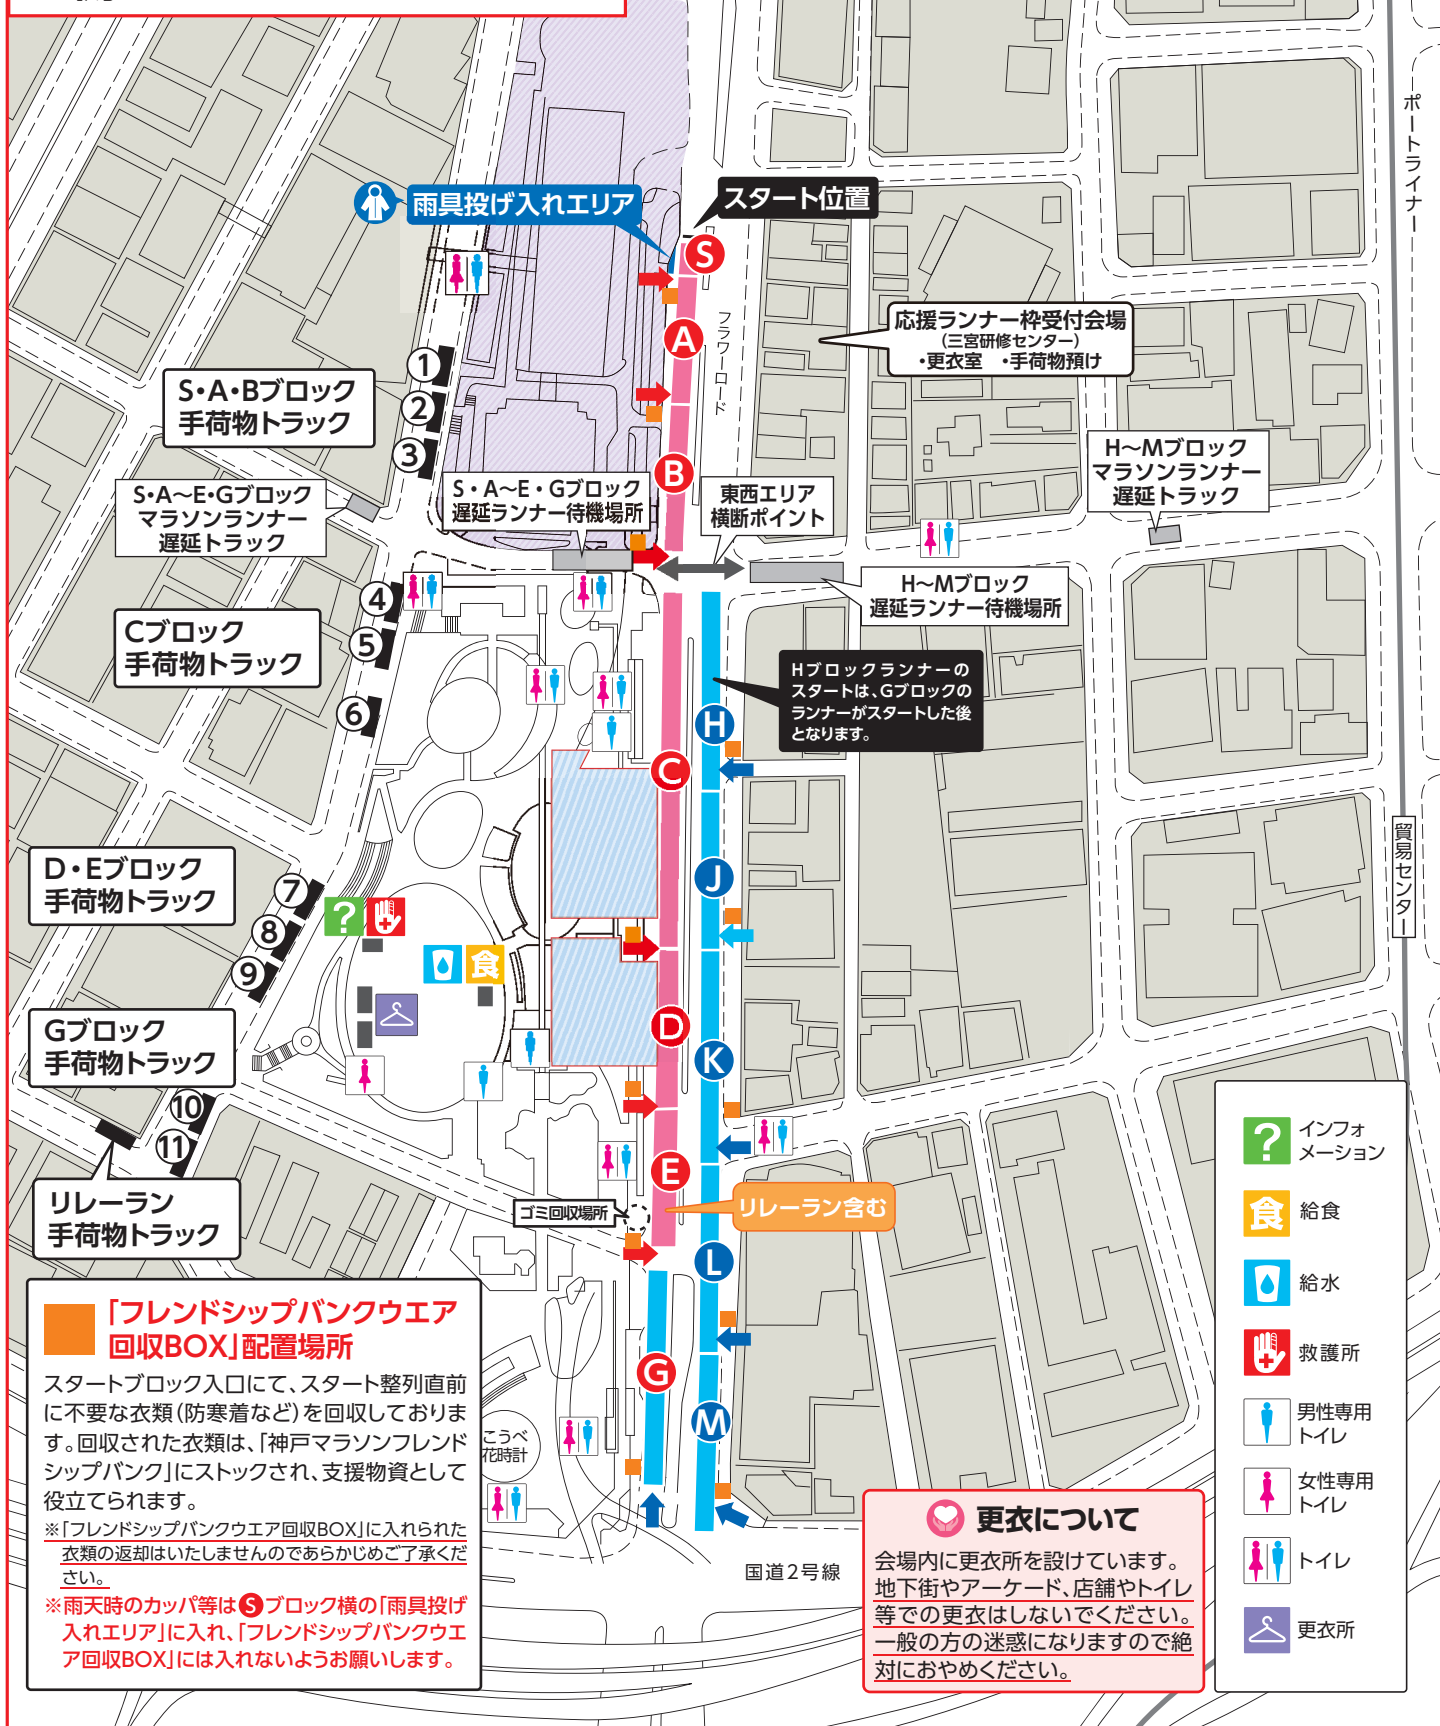 雨具投げ入れエリア
スタート位置
S
A
フラワーロード
ポートライナー
応援ランナー枠受付会場
(三宮研修センター)
・更衣室 ・手荷物預け
1
2
3
S・A・Bブロック
手荷物トラック
B
S・A〜E・Gブロック
マラソンランナー
遅延トラック
S・A〜E・Gブロック
遅延ランナー待機場所
東西エリア
横断ポイント
H〜Mブロック
マラソンランナー
遅延トラック
H〜Mブロック
遅延ランナー待機場所
4
5
6
Cブロック
手荷物トラック
Hブロックランナーの
スタートは、Gブロックの
ランナーがスタートした後
となります。
H
C
J
貿易センター
D・Eブロック
手荷物トラック
7
8
9
?
食
Gブロック
手荷物トラック
D
K
10
11
リレーラン
手荷物トラック
E
ゴミ回収場所
リレーラン含む
L
G
M
こうべ
花時計
国道2号線
「フレンドシップバンクウエア
回収BOX」配置場所
スタートブロック入口にて、スタート整列直前
に不要な衣類(防寒着など)を回収しておりま
す。回収された衣類は、「神戸マラソンフレンド
シップバンク」にストックされ、支援物資として
役立てられます。
※「フレンドシップバンクウエア回収BOX」に入れられた
衣類の返却はいたしませんのであらかじめご了承くだ
さい。
※雨天時のカッパ等はSブロック横の「雨具投げ
入れエリア」に入れ、「フレンドシップバンクウエ
ア回収BOX」には入れないようお願いします。
更衣について
会場内に更衣所を設けています。
地下街やアーケード、店舗やトイレ
等での更衣はしないでください。
一般の方の迷惑になりますので絶
対におやめください。
?
インフォ
メーション
食
給食
給水
救護所
男性専用
トイレ
女性専用
トイレ
トイレ
更衣所